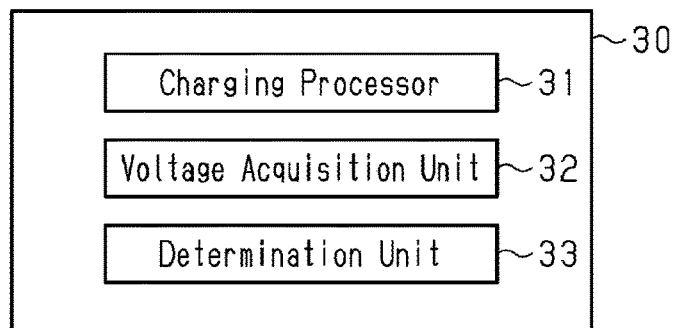 30
Charging Processor 31
Voltage Acquisition Unit 32
Determination Unit 33